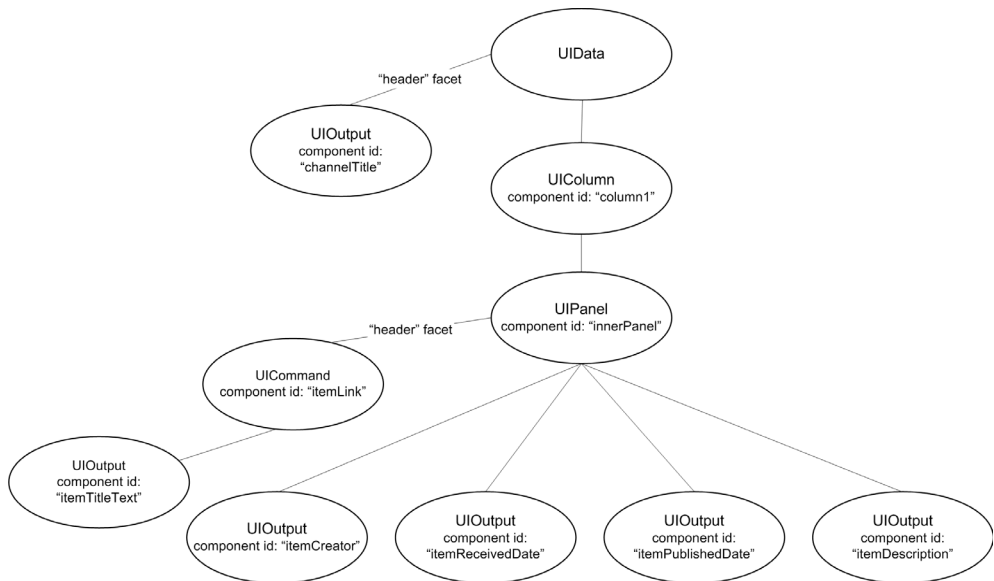 UIData
“header” facet
UIOutput
component id:
“channelTitle”
UIColumn
component id: “column1”
UIPanel
component id: “innerPanel”
“header” facet
UICommand
component id: “itemLink”
UIOutput
component id:
“itemTitleText”
UIOutput
component id: “itemCreator”
UIOutput
component id:
“itemReceivedDate”
UIOutput
component id:
“itemPublishedDate”
UIOutput
component id:
“itemDescription”